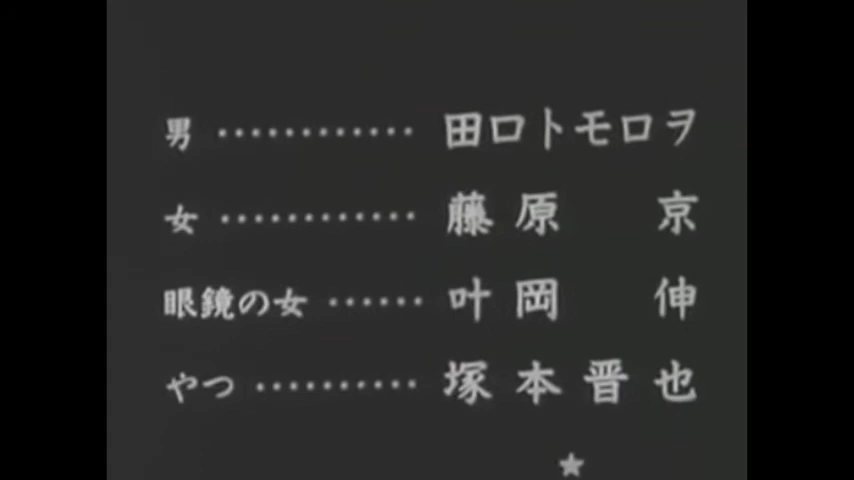 男 ………… 田口トモロヲ
女 ………… 藤原 京
眼鏡の女 …… 叶岡 伸
やつ ………… 塚本晋也
★